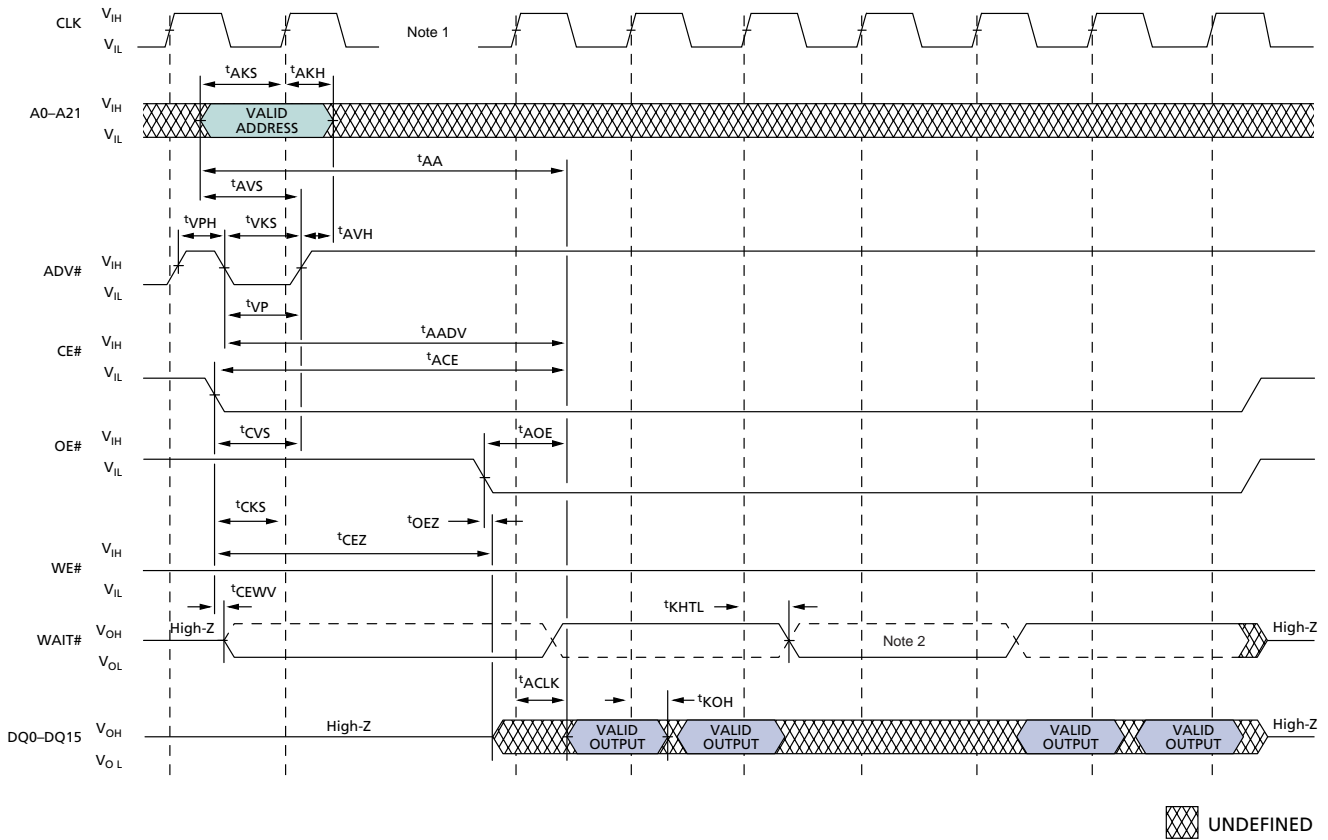 CLK VIH VIL Note 1
tAKS tAKH
A0–A21 VIH VIL VALID ADDRESS
tAA
tAVS
tVPH tVKS tAVH
ADV# VIH VIL
tVP
tAADV
CE# VIH VIL
tACE
tCVS tAOE
OE# VIH VIL
tCKS tOEZ
tCEZ
WE# VIH VIL
tCEWV tKHTL
WAIT# VOH VOL High-Z Note 2 High-Z
tACLK tKOH
DQ0–DQ15 VOH VO L High-Z VALID OUTPUT VALID OUTPUT VALID OUTPUT VALID OUTPUT High-Z
UNDEFINED